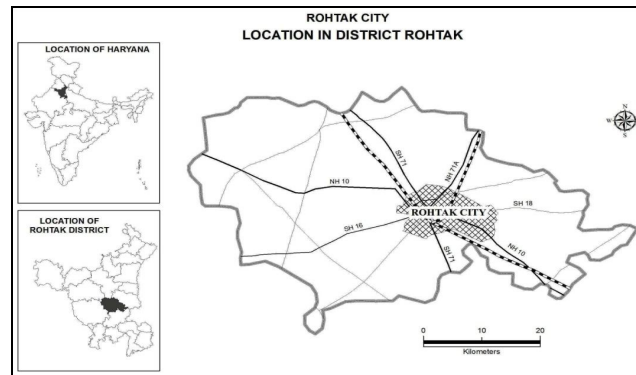 ROHTAK CITY
LOCATION IN DISTRICT ROHTAK
LOCATION OF HARYANA
LOCATION OF
ROHTAK DISTRICT
N
W
E
S
SH 71
NH 71A
NH 10
SH 18
ROHTAK CITY
SH 16
SH 71
NH 10
0 10 20
Kilometers